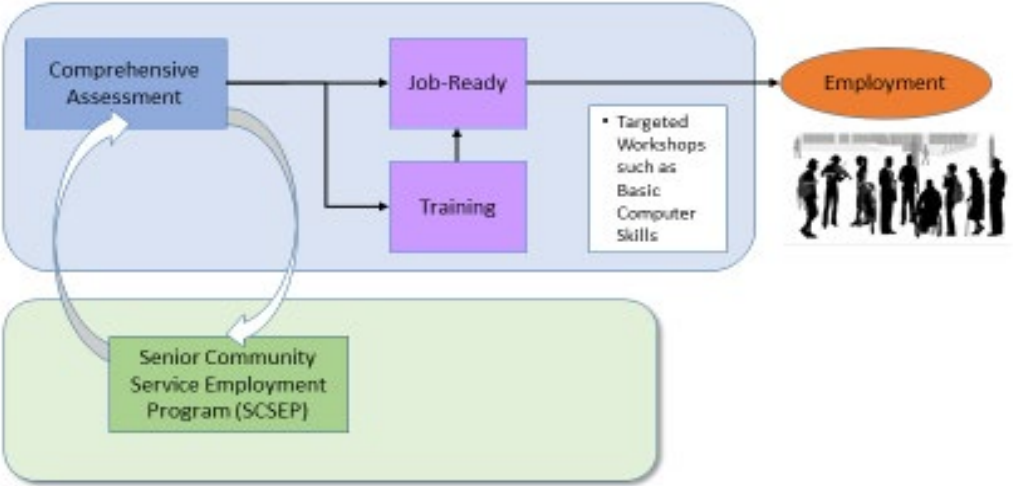 Comprehensive
Assessment
Job-Ready
Employment
• Targeted
Workshops
such as
Basic
Computer
Skills
Training
Senior Community
Service Employment
Program (SCSEP)